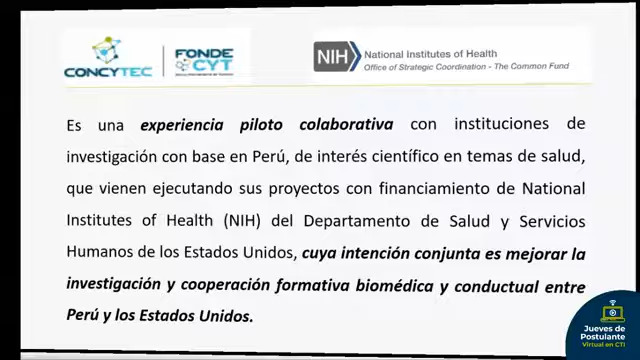 CONCYTEC
FONDE
CYT
NIH
National Institutes of Health
Office of Strategic Coordination - The Common Fund
Es una experiencia piloto colaborativa con instituciones de
investigación con base en Perú, de interés científico en temas de salud,
que vienen ejecutando sus proyectos con financiamiento de National
Institutes of Health (NIH) del Departamento de Salud y Servicios
Humanos de los Estados Unidos, cuya intención conjunta es mejorar la
investigación y cooperación formativa biomédica y conductual entre
Perú y los Estados Unidos.
Jueves de
Postulante
Virtual en CTI